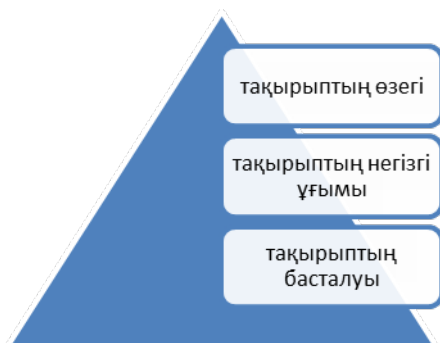 тақырыптың өзегі
тақырыптың негізгі
ұғымы
тақырыптың
басталуы